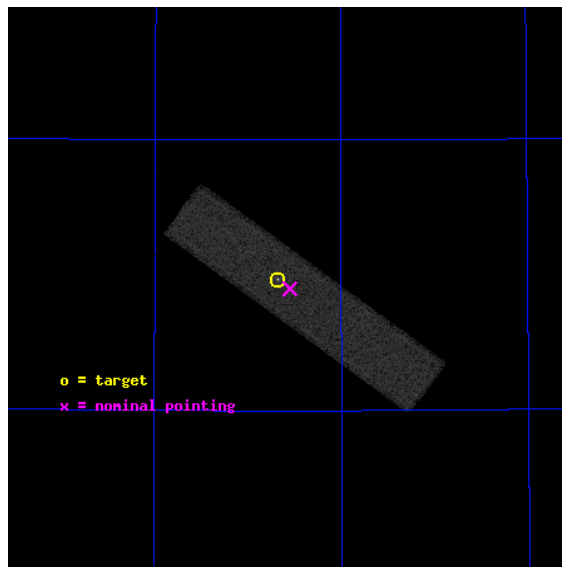 o = target
x = nominal pointing